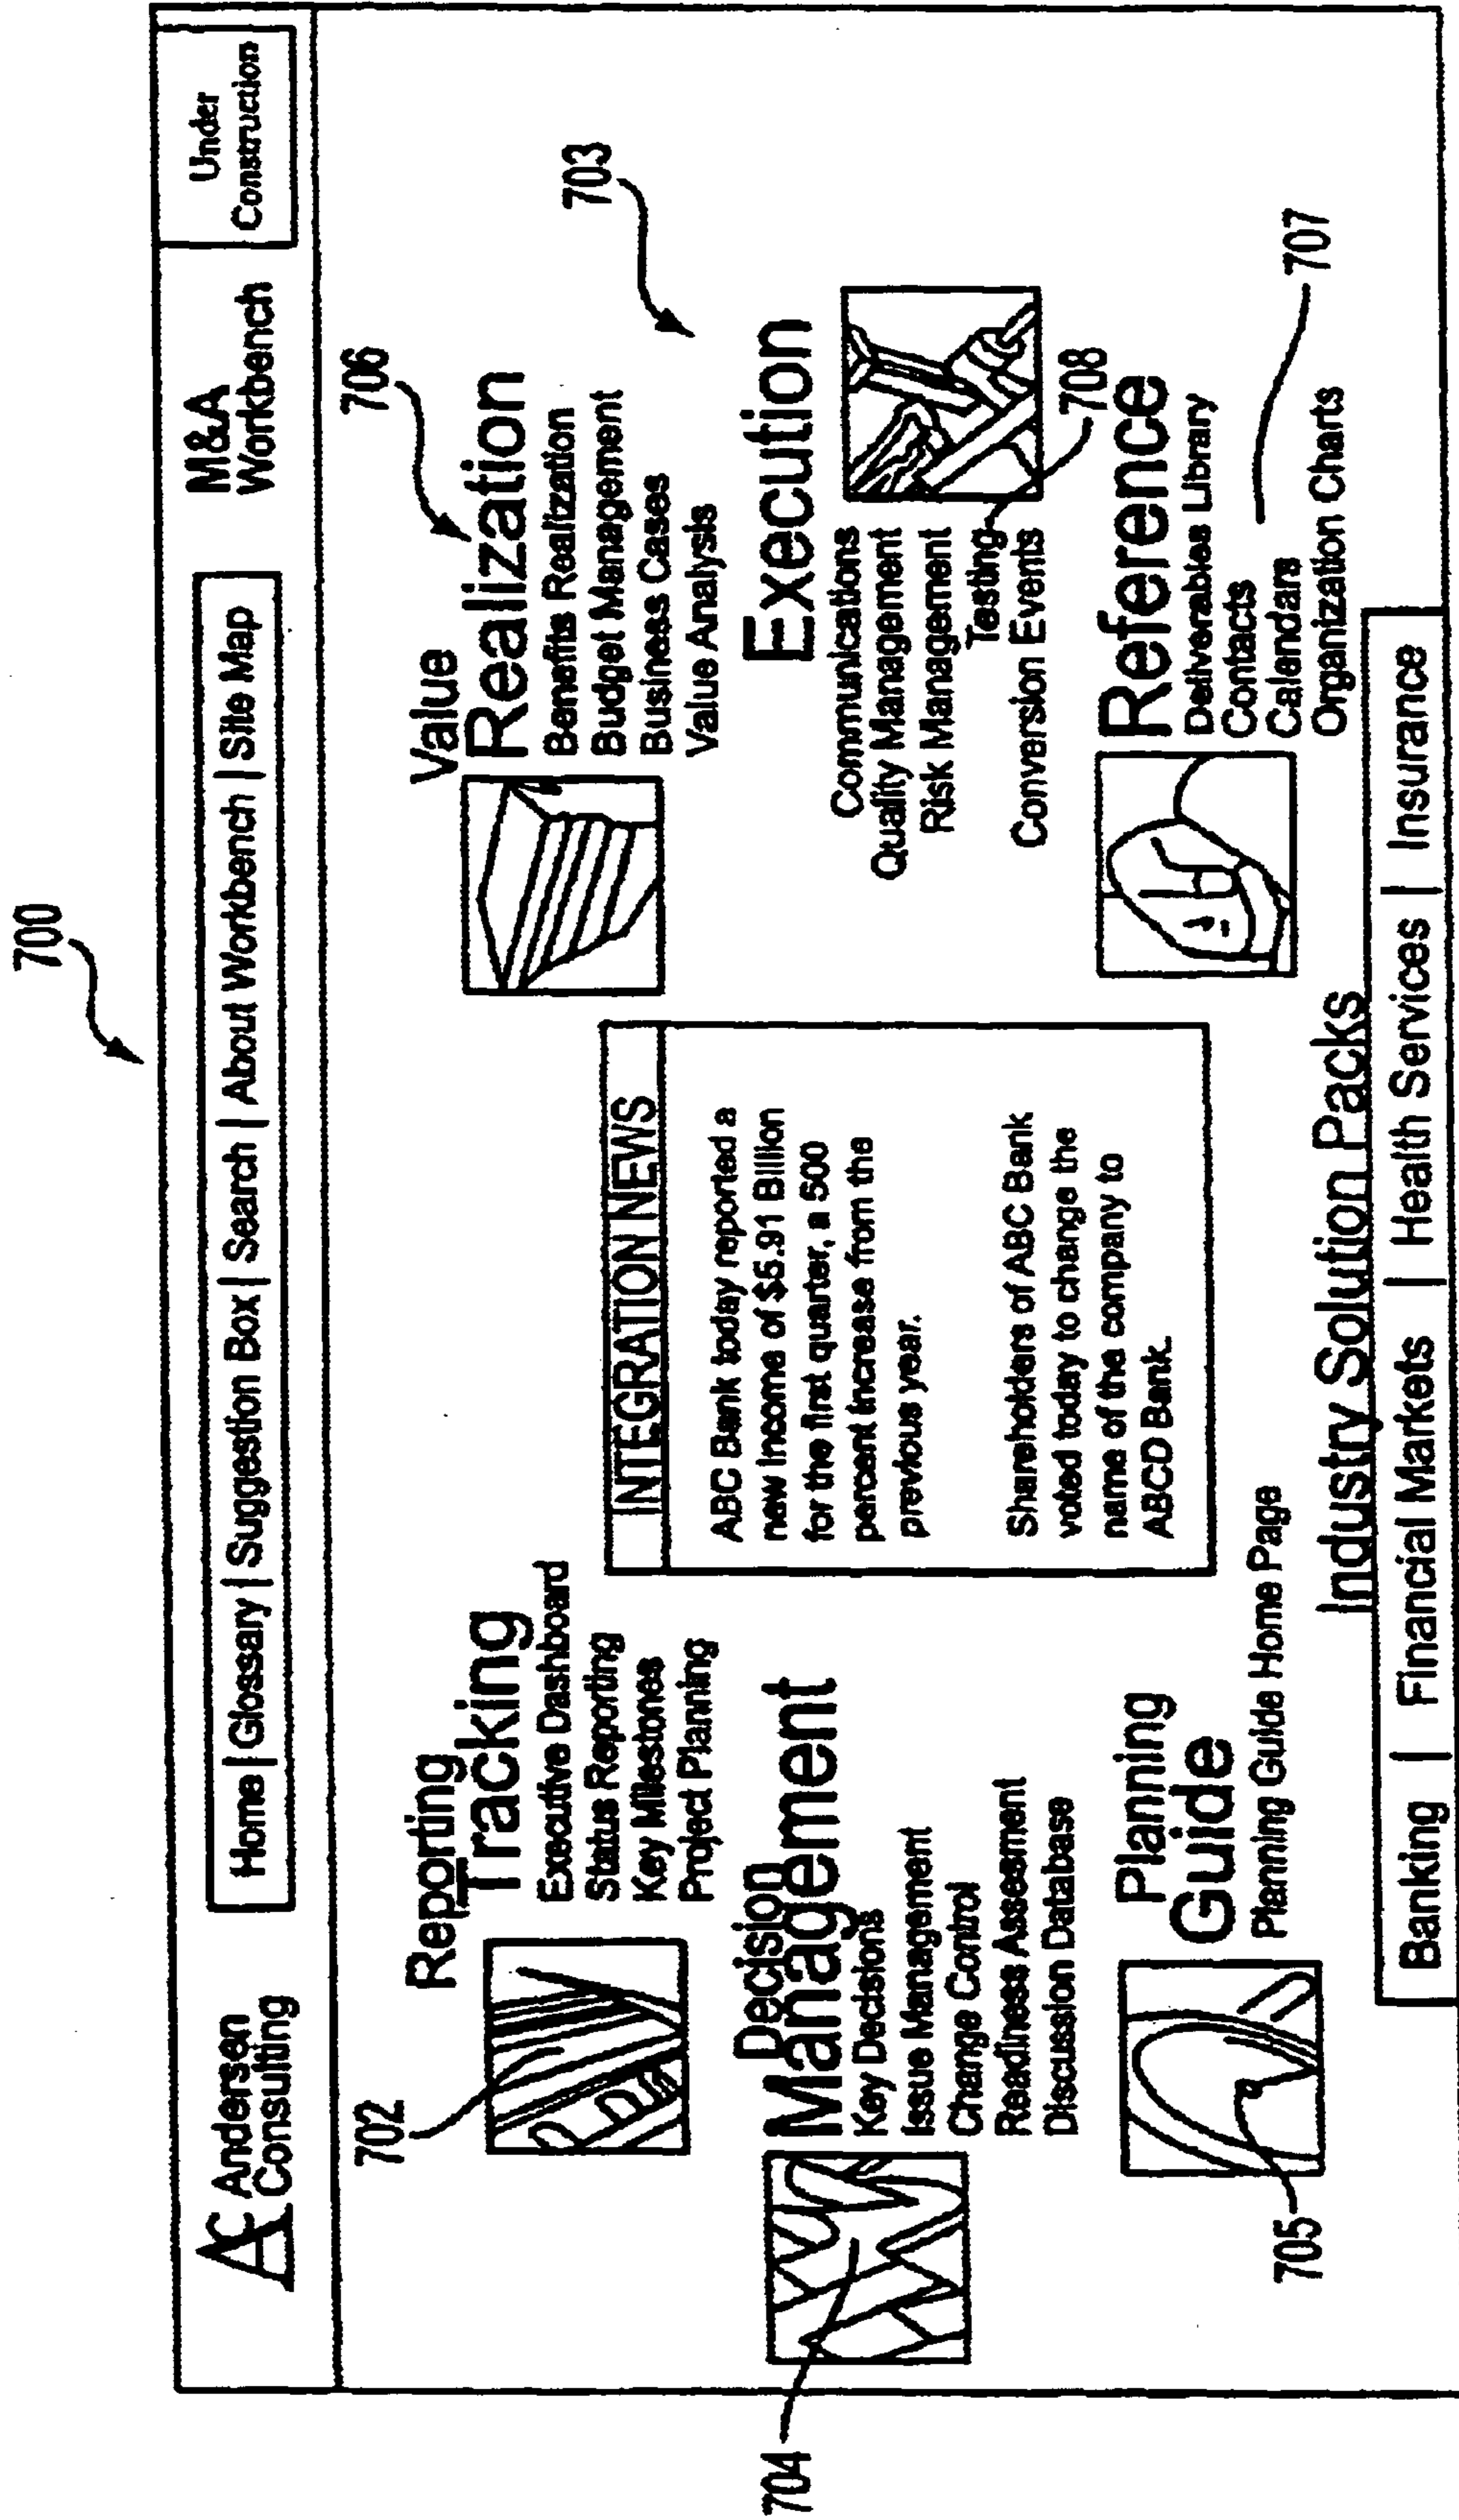 700
Andersen
Consulting
Home | Glossary | Suggestion Box | Search | About Workbench | Site Map
M&A
Workbench
Under
Construction
702
Reporting
Tracking
Executive Dashboard
Status Reporting
Key Milestones
Project Planning
704
Decision
Management
Key Decisions
Issue Management
Change Control
Readiness Assesment
Discussion Database
705
Planning
Guide
Planning Guide Home Page
INTEGRATION NEWS
ABC Bank today reported a
new income of $5.91 Billion
for the first quarter, a 500
percent increase from the
previous year.
Shareholders of ABC Bank
voted today to change the
name of the company to
ABCD Bank.
706
Value
Realization
Benefits Realization
Budget Management
Business Cases
Value Analysis
703
Execution
Communications
Quality Management
Risk Management
Testing
Conversion Events
708
Reference
Deliverables Library
Contacts
Calendars
Organization Charts
707
Industry Solution Packs
Banking | Financial Markets | Health Services | Insurance